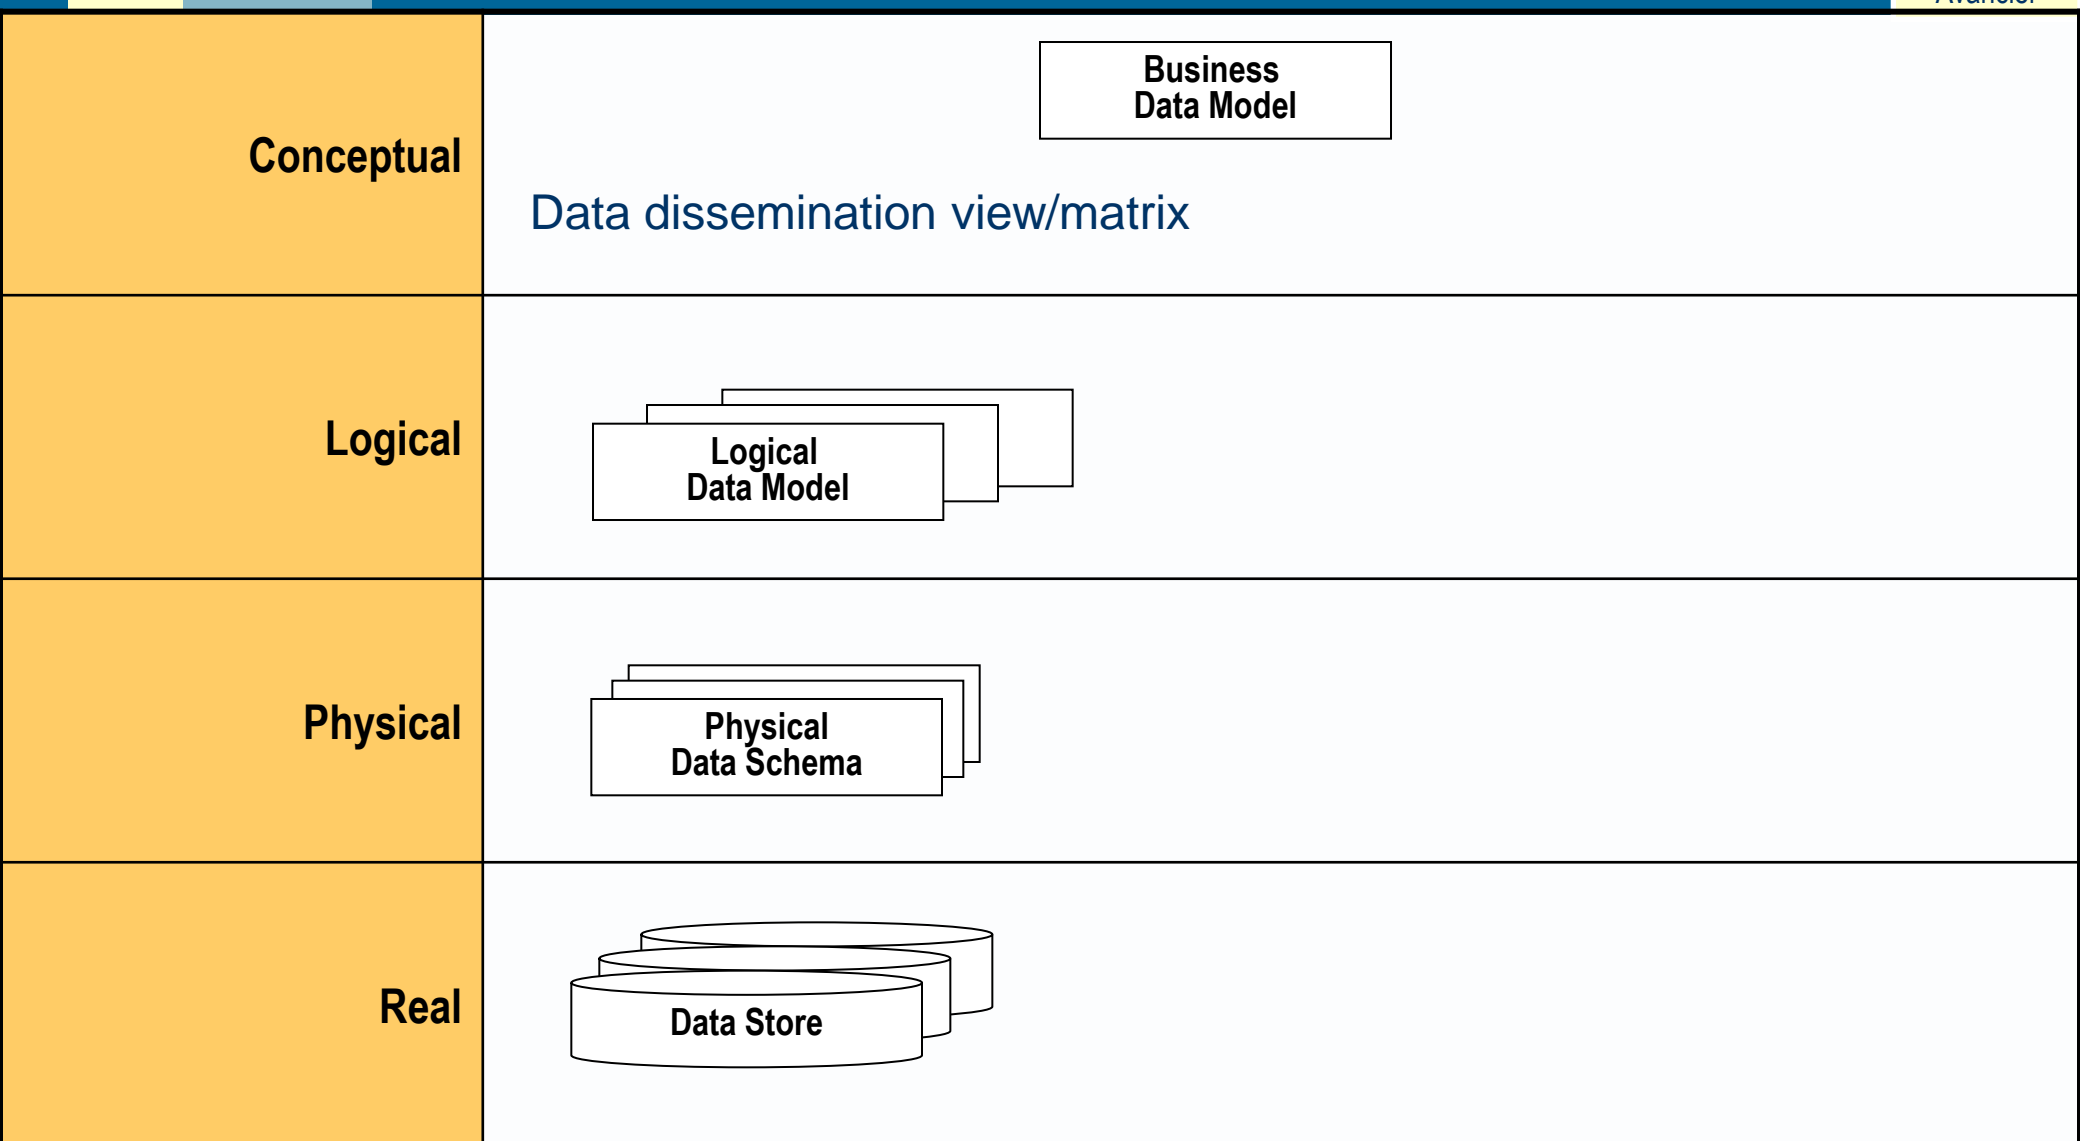 Conceptual
Business
Data Model
Data dissemination view/matrix
Logical
Logical
Data Model
Physical
Physical
Data Schema
Real
Data Store